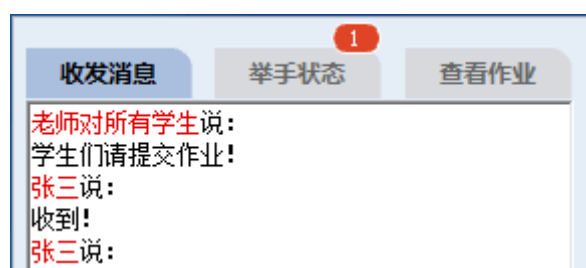 1
收发消息 举手状态 查看作业
老师对所有学生说：
学生们请提交作业！
张三说：
收到！
张三说：